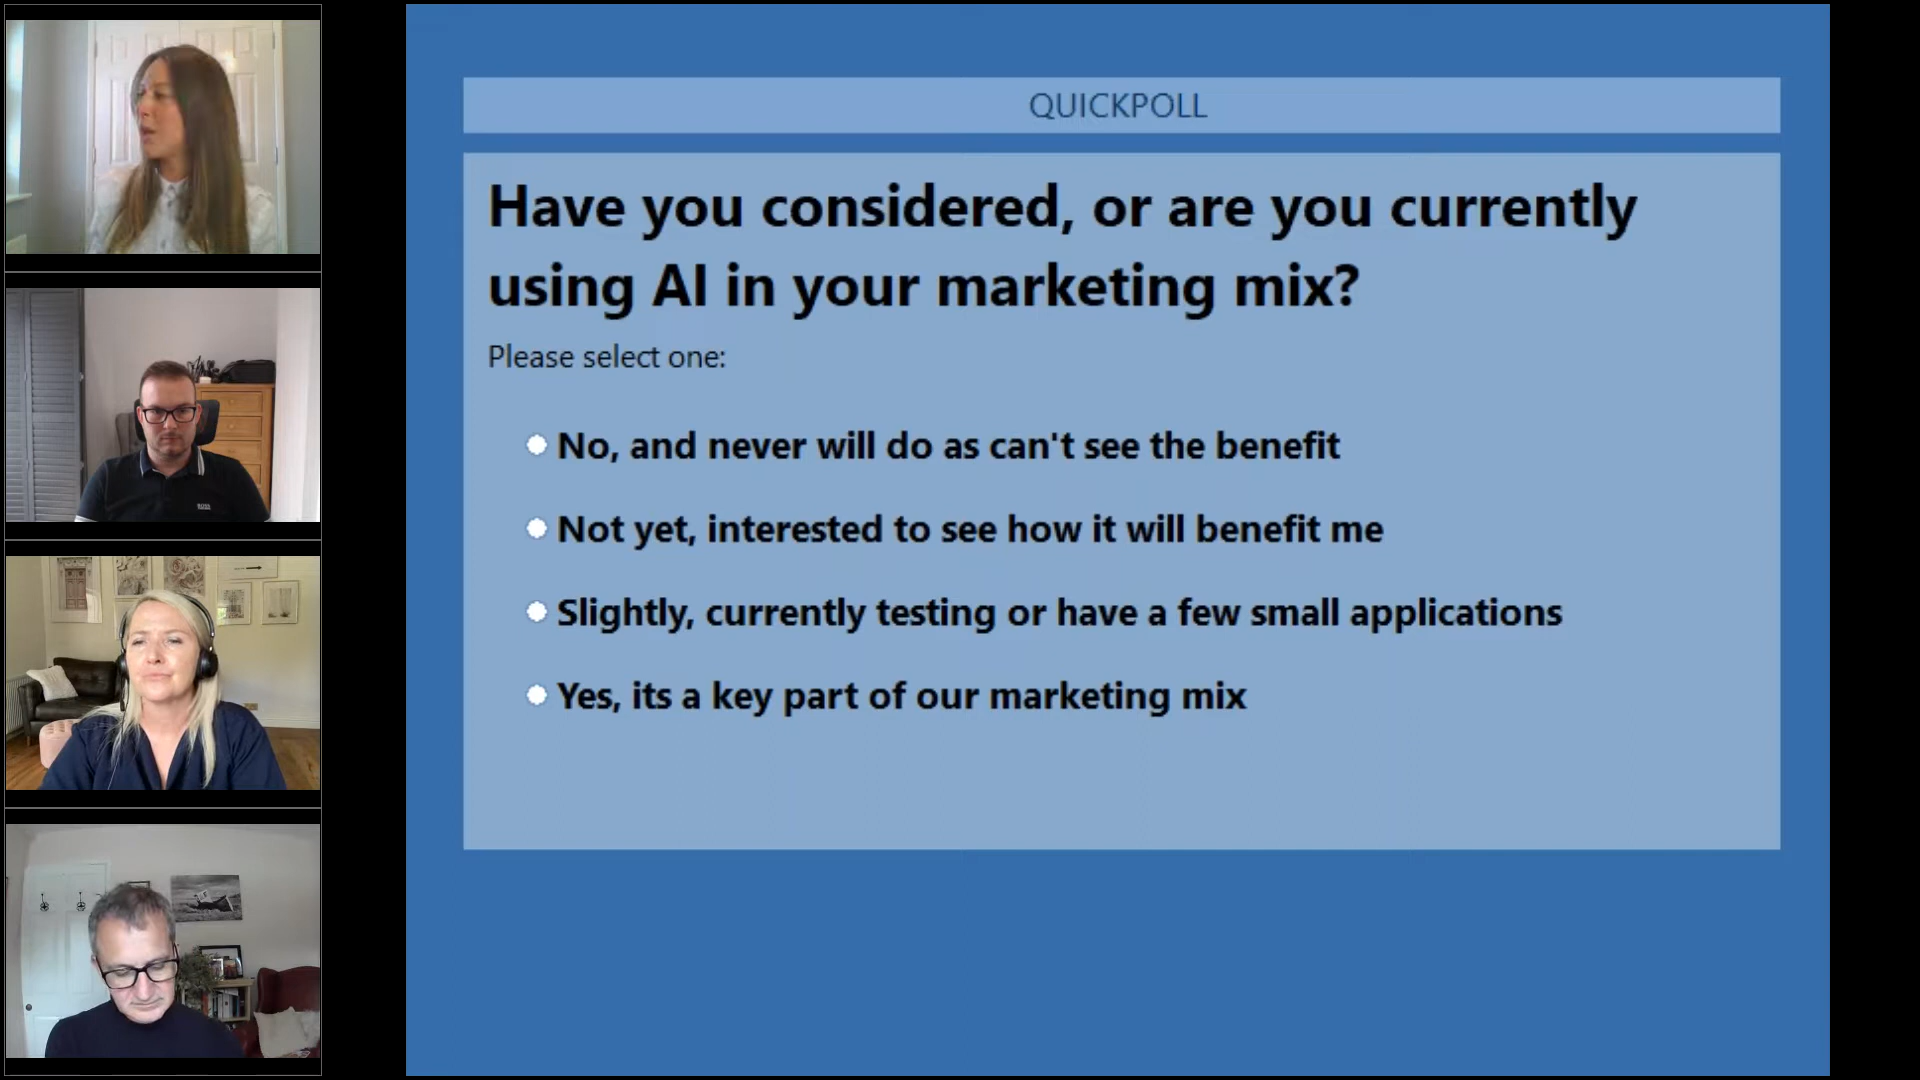 QUICKPOLL
Have you considered, or are you currently
using AI in your marketing mix?
Please select one:
No, and never will do as can't see the benefit
Not yet, interested to see how it will benefit me
Slightly, currently testing or have a few small applications
Yes, its a key part of our marketing mix
BOSS